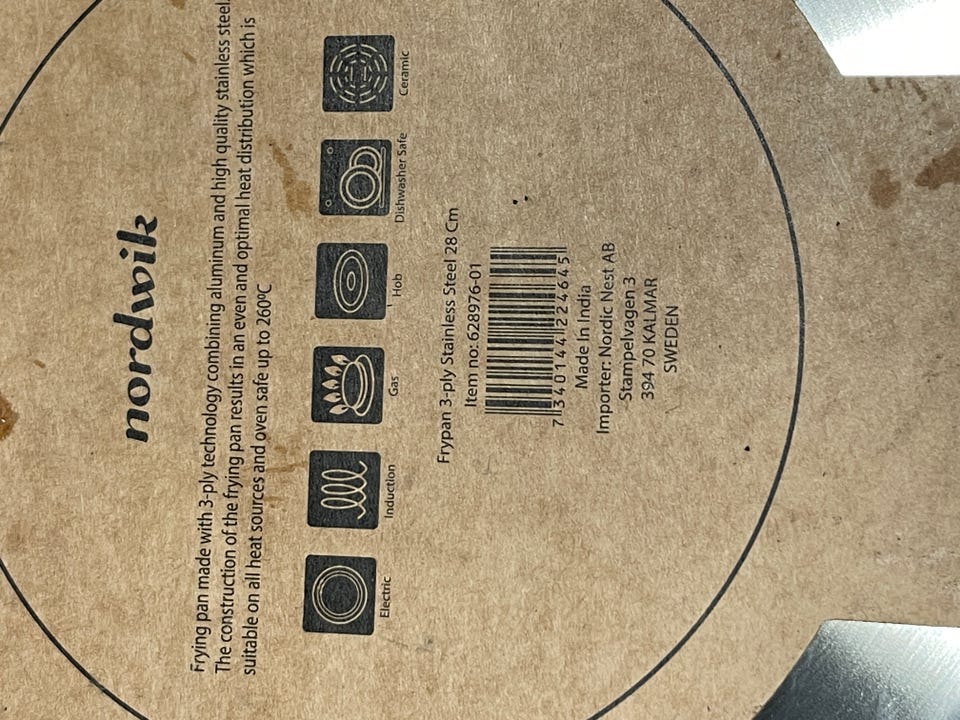 nordwik
Frying pan made with 3-ply technology combining aluminum and high quality stainless steel.
The construction of the frying pan results in an even and optimal heat distribution which is
suitable on all heat sources and oven safe up to 260ºC
Electric
Induction
Gas
Hob
Dishwasher Safe
Ceramic
Frypan 3-ply Stainless Steel 28 Cm
Item no: 628976-01
7 340144 224645
Made In India
Importer: Nordic Nest AB
Stampelvagen 3
394 70 KALMAR
SWEDEN